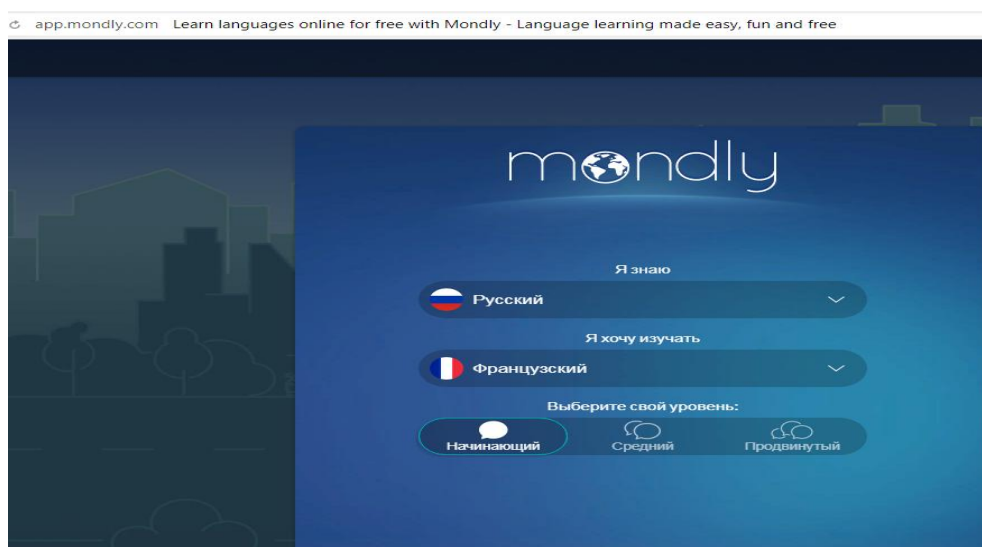 app.mondly.com Learn languages online for free with Mondly - Language learning made easy, fun and free
mondly
Я знаю
Русский
Я хочу изучать
Французский
Выберите свой уровень:
Начинающий Средний Продвинутый